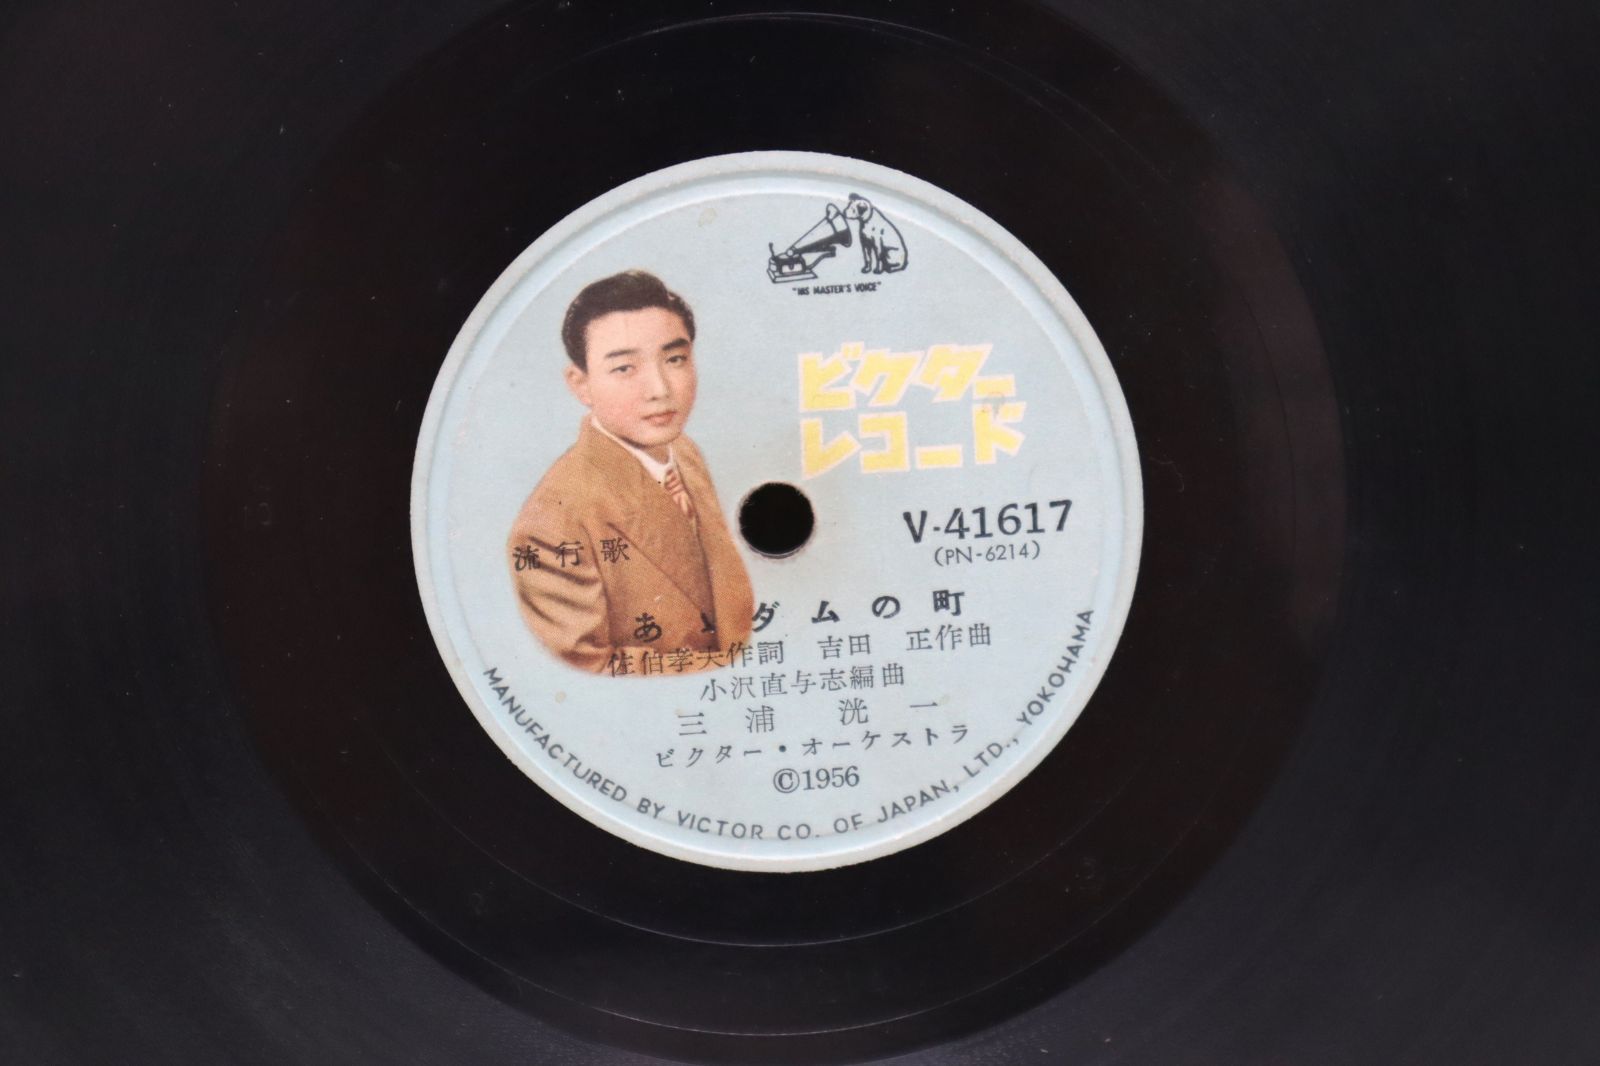 "HIS MASTER'S VOICE"
ビクター
レコード
V-41617
(PN-6214)
流行歌
あゝダムの町
佐伯孝夫作詞 吉田 正作曲
小沢直与志編曲
三浦 洸一
ビクター・オーケストラ
©1956
MANUFACTURED BY VICTOR CO. OF JAPAN, LTD., YOKOHAMA